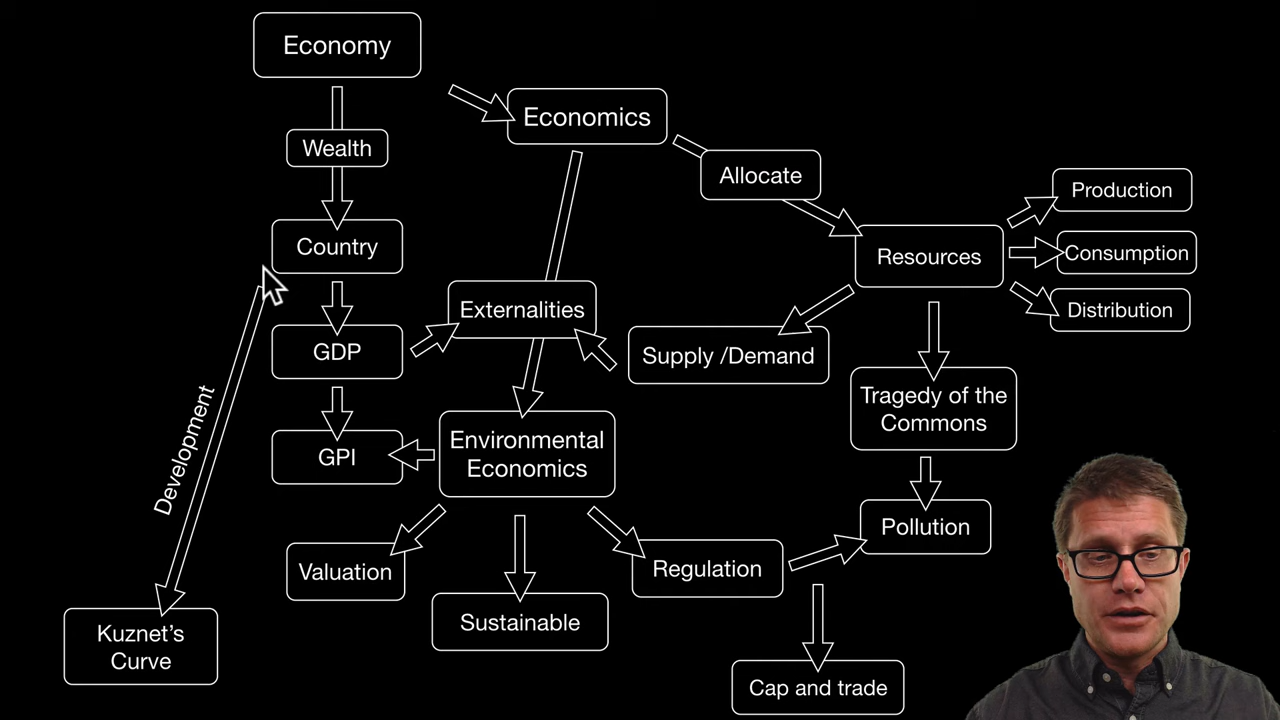 Economy
Economics
Wealth
Allocate
Production
Country
Resources
Consumption
Externalities
Distribution
GDP
Supply /Demand
Tragedy of the
Commons
Development
Environmental
Economics
GPI
Pollution
Valuation
Regulation
Sustainable
Kuznet's
Curve
Cap and trade